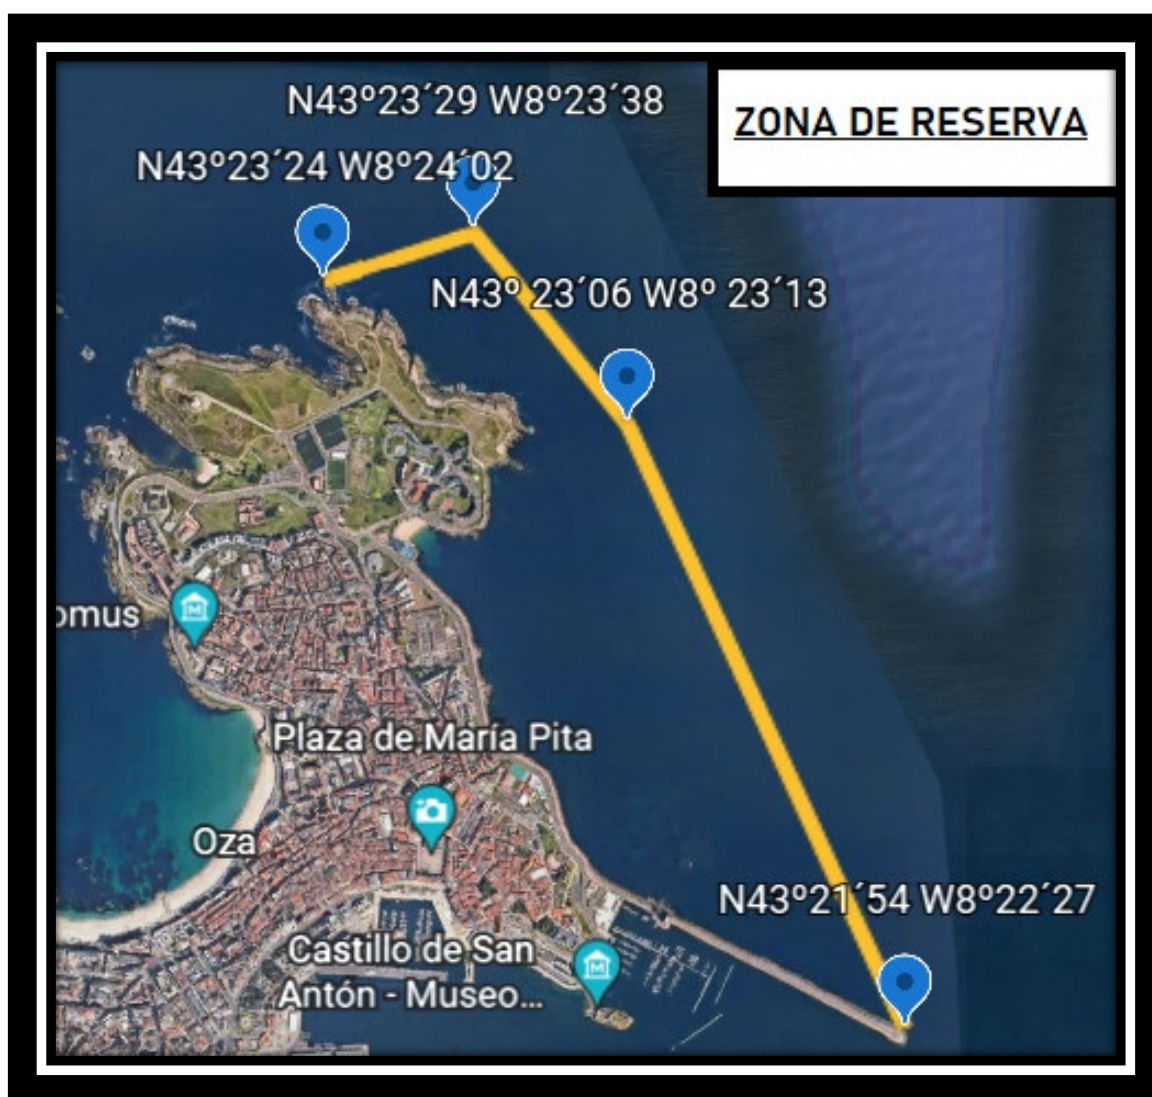 N43º23´29 W8º23´38
ZONA DE RESERVA
N43º23´24 W8º24´02
N43º 23´06 W8º 23´13
omus
Plaza de María Pita
Oza
N43º21´54 W8º22´27
Castillo de San
Antón - Museo...